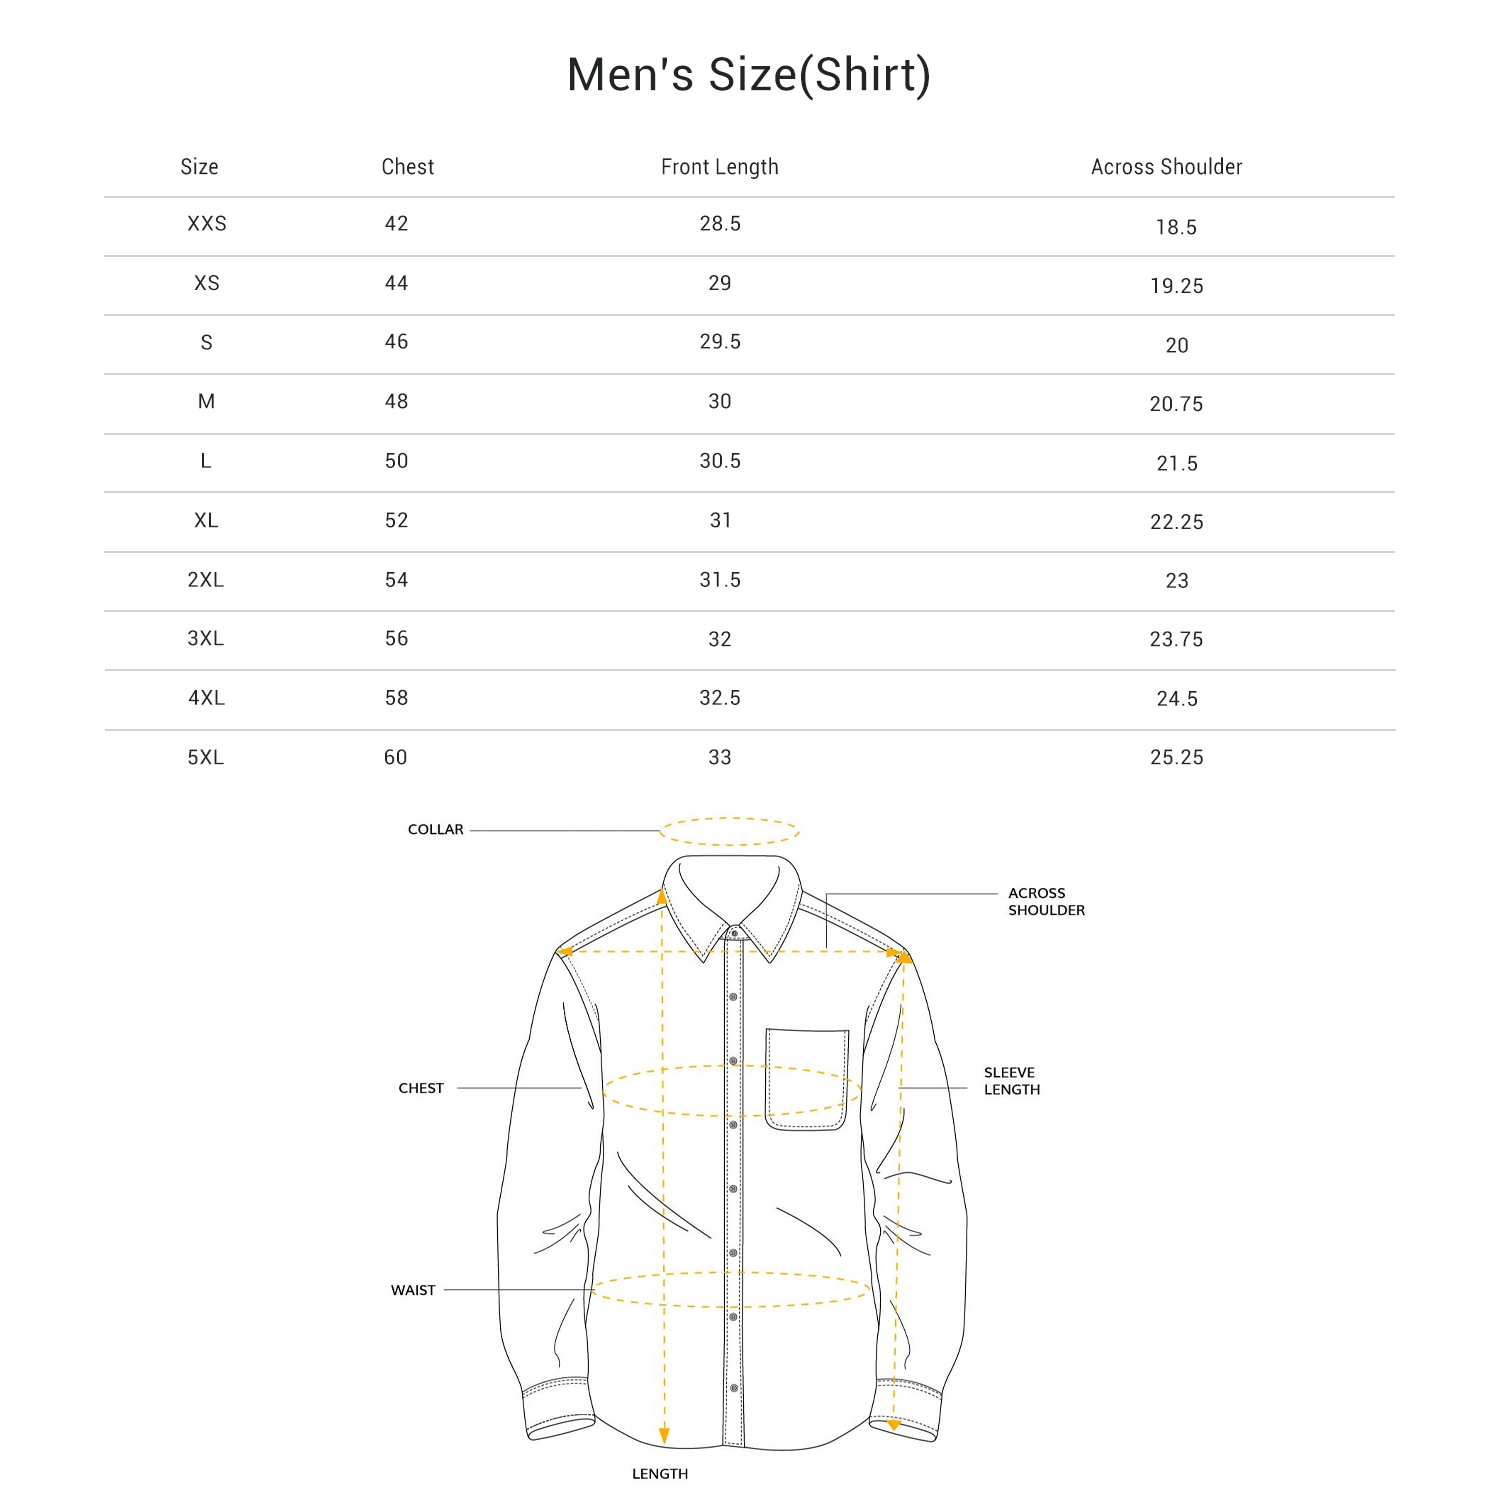 Men's Size(Shirt)
Size Chest Front Length Across Shoulder
XXS 42 28.5 18.5
XS 44 29 19.25
S 46 29.5 20
M 48 30 20.75
L 50 30.5 21.5
XL 52 31 22.25
2XL 54 31.5 23
3XL 56 32 23.75
4XL 58 32.5 24.5
5XL 60 33 25.25
COLLAR
ACROSS
SHOULDER
CHEST
SLEEVE
LENGTH
WAIST
LENGTH